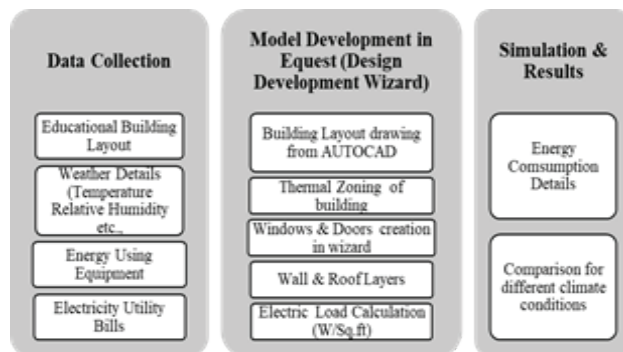 Data Collection
Educational Building
Layout
Weather Details
(Temperature
Relative Humidity
etc.,
Energy Using
Equipment
Electricity Utility
Bills
Model Development in
Equest (Design
Development Wizard)
Building Layout drawing
from AUTOCAD
Thermal Zoning of
building
Windows & Doors creation
in wizard
Wall & Roof Layers
Electric Load Calculation
(W/Sq.ft)
Simulation &
Results
Energy
Comsumption
Details
Comparison for
different climate
conditions